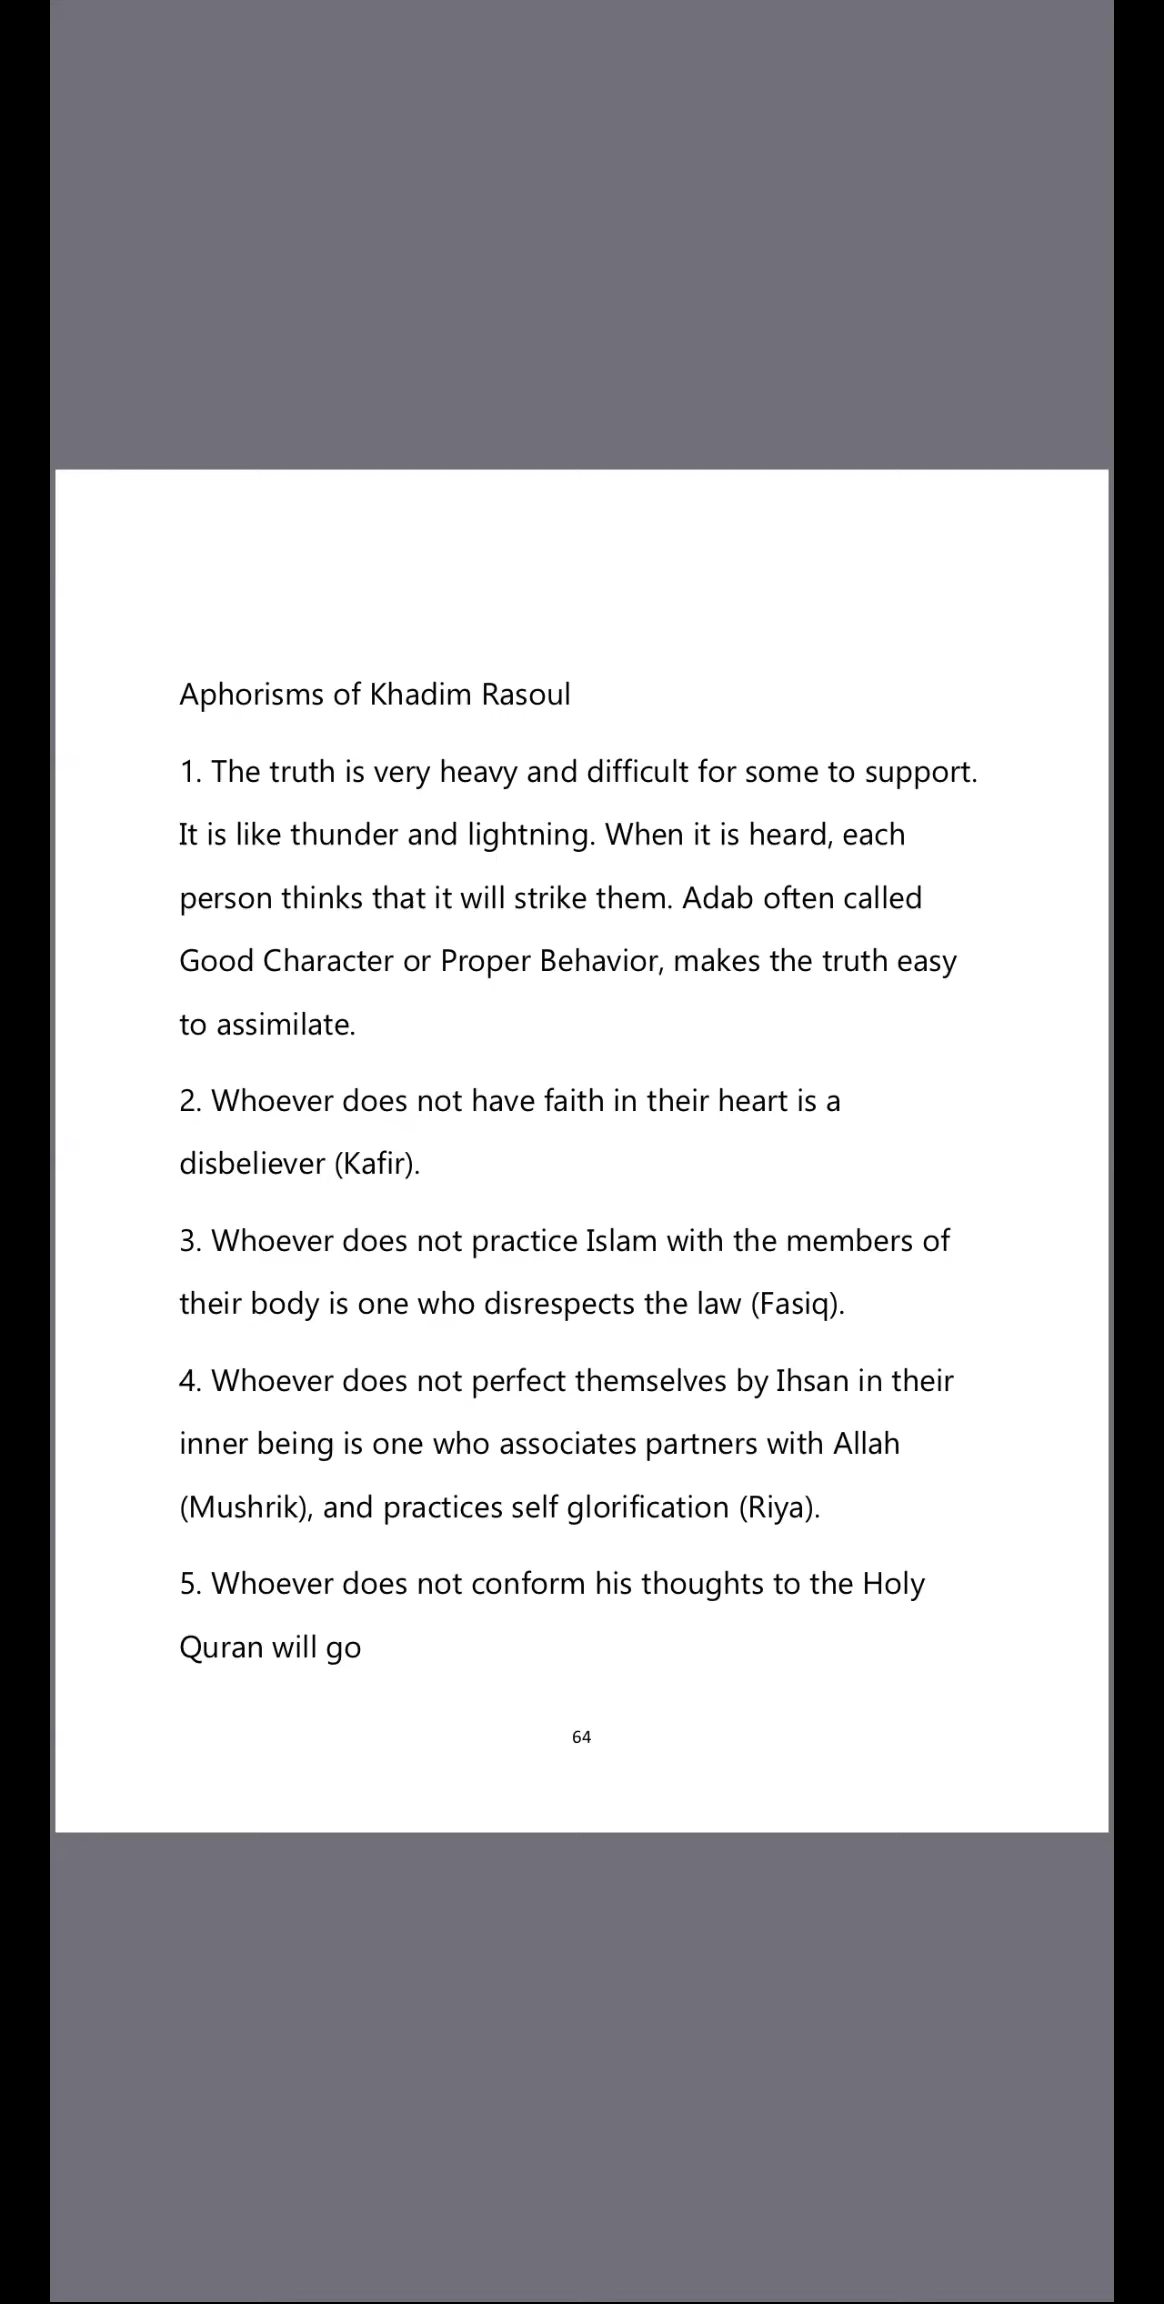 Aphorisms of Khadim Rasoul
1. The truth is very heavy and difficult for some to support.
It is like thunder and lightning. When it is heard, each
person thinks that it will strike them. Adab often called
Good Character or Proper Behavior, makes the truth easy
to assimilate.
2. Whoever does not have faith in their heart is a
disbeliever (Kafir).
3. Whoever does not practice Islam with the members of
their body is one who disrespects the law (Fasiq).
4. Whoever does not perfect themselves by Ihsan in their
inner being is one who associates partners with Allah
(Mushrik), and practices self glorification (Riya).
5. Whoever does not conform his thoughts to the Holy
Quran will go
64